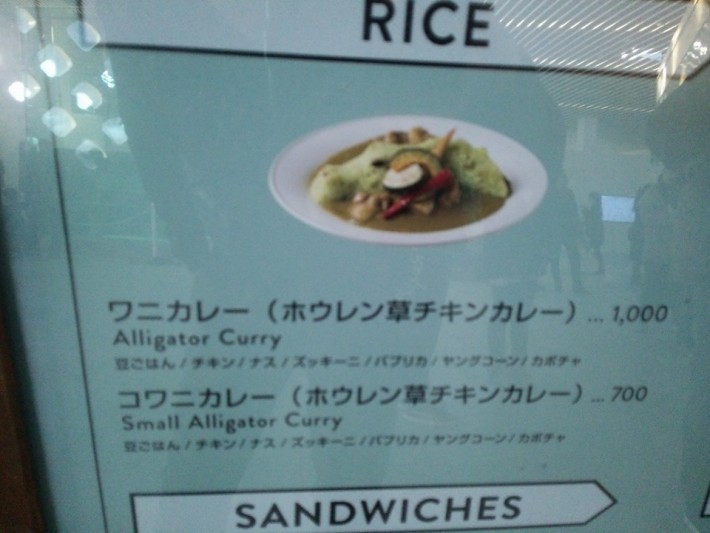 RICE
ワニカレー（ホウレン草チキンカレー）... 1,000
Alligator Curry
豆ごはん / チキン / ナス / ズッキーニ / パプリカ / ヤングコーン / カボチャ
コワニカレー（ホウレン草チキンカレー）... 700
Small Alligator Curry
豆ごはん / チキン / ナス / ズッキーニ / パプリカ / ヤングコーン / カボチャ
SANDWICHES